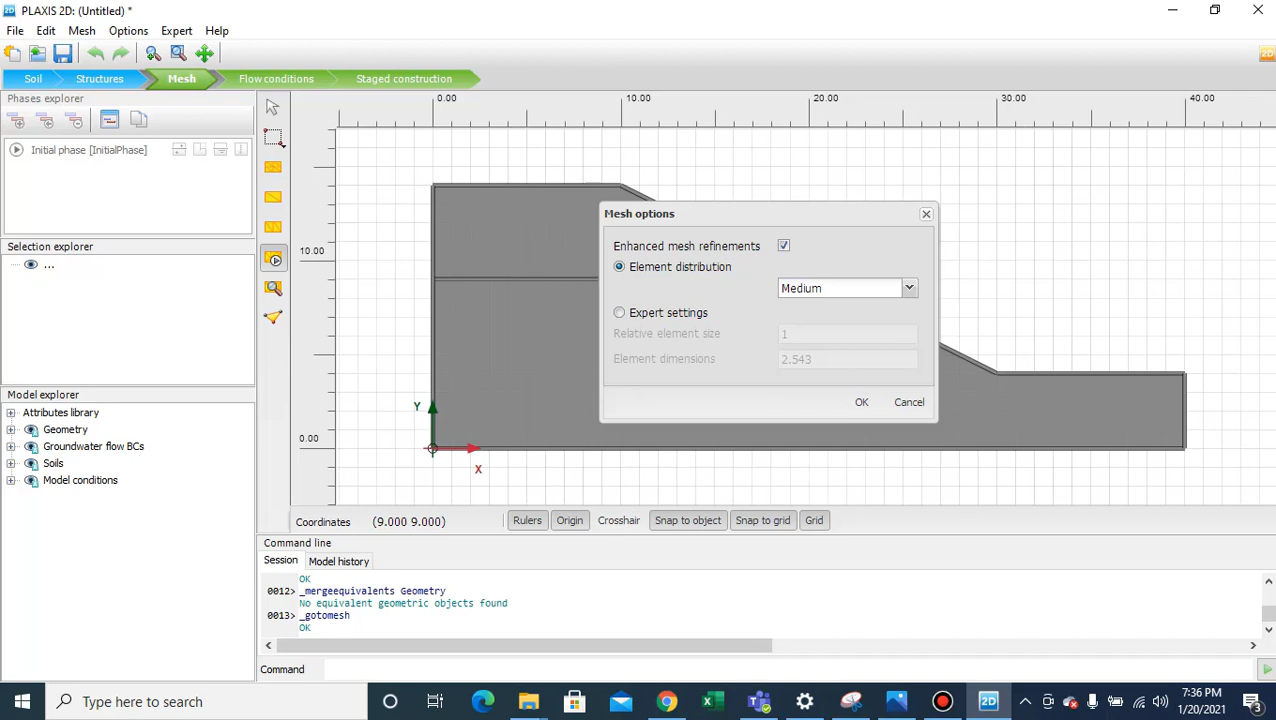 PLAXIS 2D: (Untitled) *
File Edit Mesh Options Expert Help
2D
Soil Structures Mesh Flow conditions Staged construction
Phases explorer
Initial phase [InitialPhase]
Selection explorer
...
Model explorer
Attributes library
Geometry
Groundwater flow BCs
Soils
Model conditions
0.00 10.00 20.00 30.00 40.00
10.00
0.00
Y
X
Mesh options
Enhanced mesh refinements
Element distribution
Medium
Expert settings
Relative element size 1
Element dimensions 2.543
OK Cancel
Coordinates (9.000 9.000) Rulers Origin Crosshair Snap to object Snap to grid Grid
Command line
Session Model history
OK
0012> _mergeequivalents Geometry
No equivalent geometric objects found
0013> _gotomesh
OK
Command
Type here to search
2D
7:36 PM
1/20/2021
3